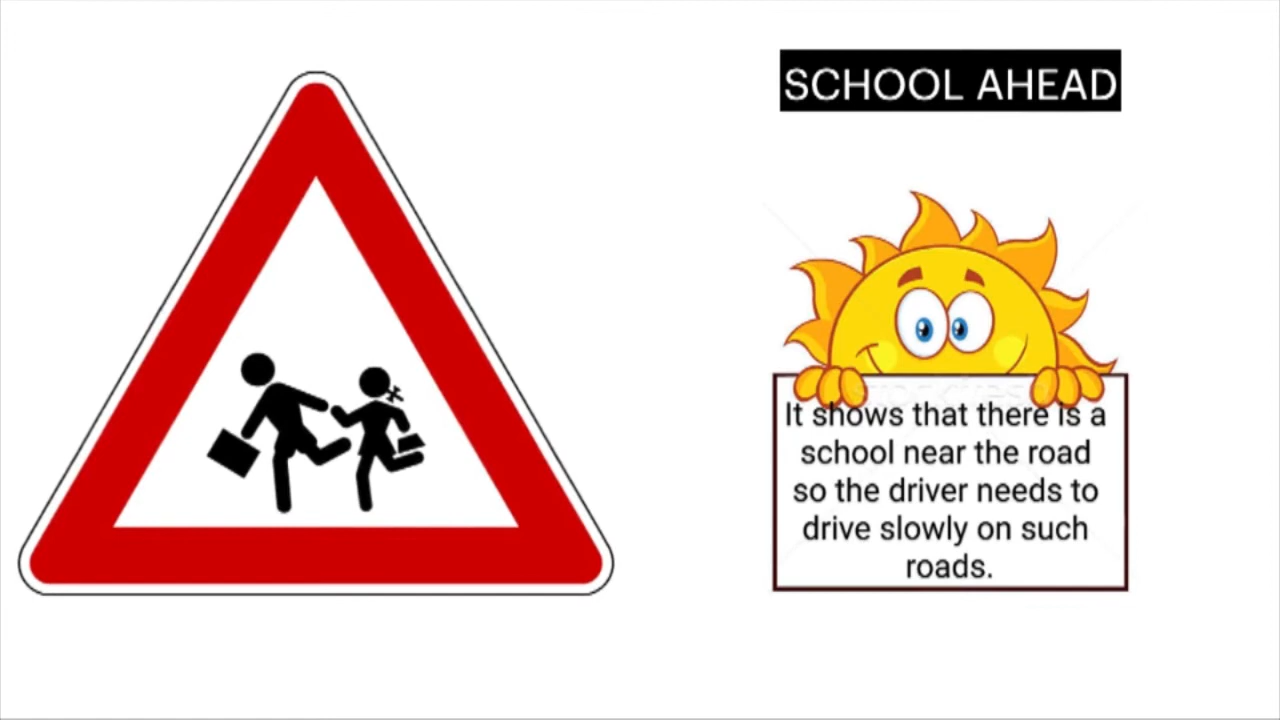 SCHOOL AHEAD
It shows that there is a
school near the road
so the driver needs to
drive slowly on such
roads.